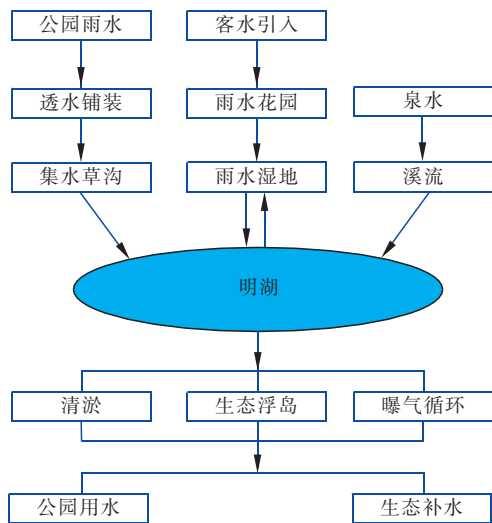 公园雨水
客水引入
透水铺装
雨水花园
泉水
集水草沟
雨水湿地
溪流
明湖
清淤
生态浮岛
曝气循环
公园用水
生态补水